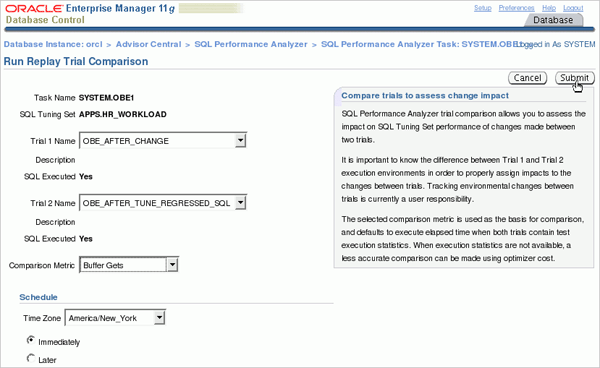 ORACLE Enterprise Manager 11g
Database Control
Setup Preferences Help Logout
Database
Database Instance: orcl > Advisor Central > SQL Performance Analyzer > SQL Performance Analyzer Task: SYSTEM.OBE1 Logged in As SYSTEM
Run Replay Trial Comparison
Cancel Submit
Task Name SYSTEM.OBE1
SQL Tuning Set APPS.HR_WORKLOAD
Trial 1 Name OBE_AFTER_CHANGE
Description
SQL Executed Yes
Trial 2 Name OBE_AFTER_TUNE_REGRESSED_SQL
Description
SQL Executed Yes
Comparison Metric Buffer Gets
Compare trials to assess change impact
SQL Performance Analyzer trial comparison allows you to assess the
impact on SQL Tuning Set performance of changes made between
two trials.
It is important to know the difference between Trial 1 and Trial 2
execution environments in order to properly assign impacts to the
changes between trials. Tracking environmental changes between
trials is currently a user responsibility.
The selected comparison metric is used as the basis for comparison,
and defaults to execute elapsed time when both trials contain test
execution statistics. When execution statistics are not available, a
less accurate comparison can be made using optimizer cost.
Schedule
Time Zone America/New_York
Immediately
Later